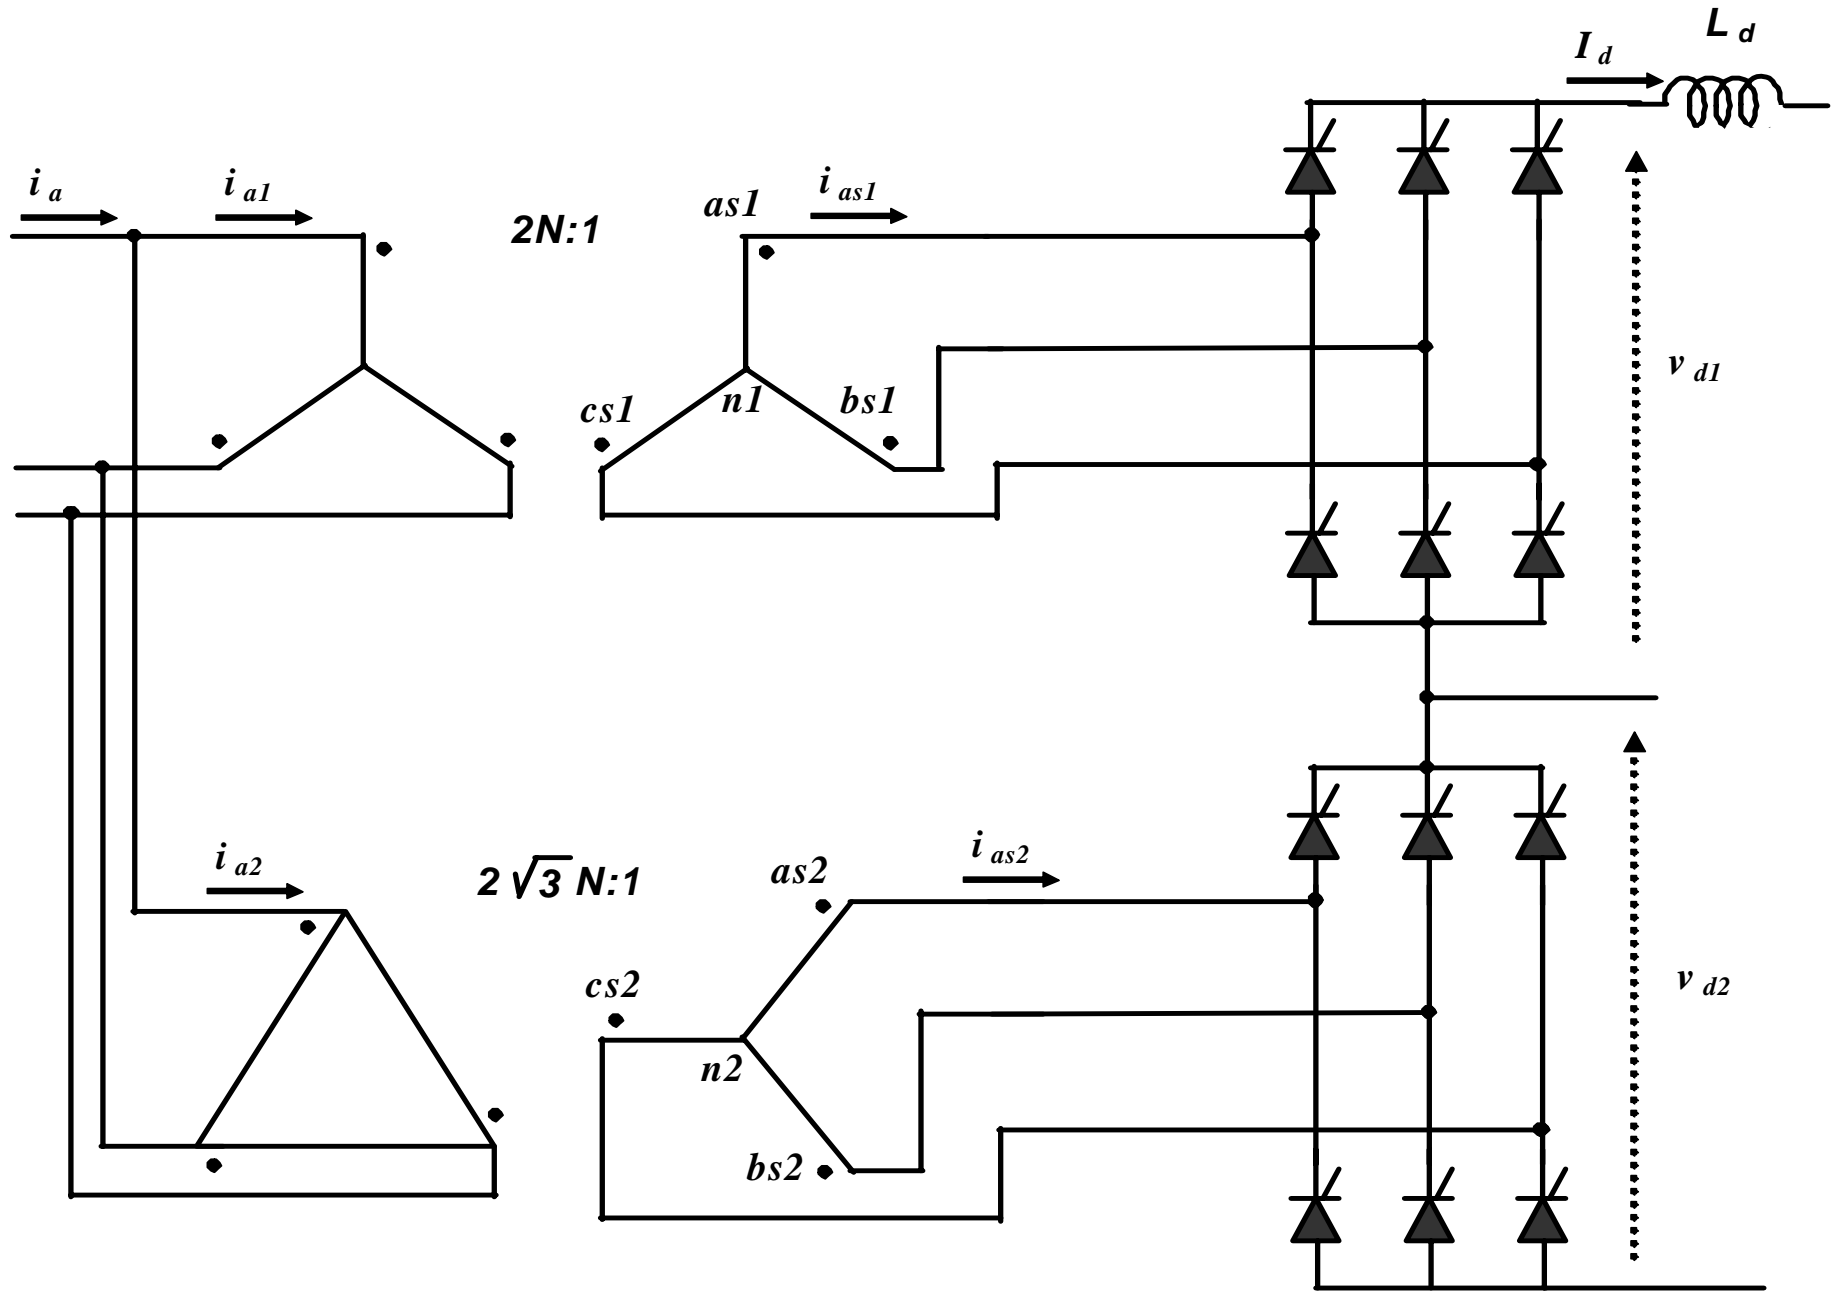 L d
I d
i a
i a1
2N:1
as1
i as1
v d1
cs1
n1
bs1
i a2
2 √3 N:1
as2
i as2
cs2
v d2
n2
bs2